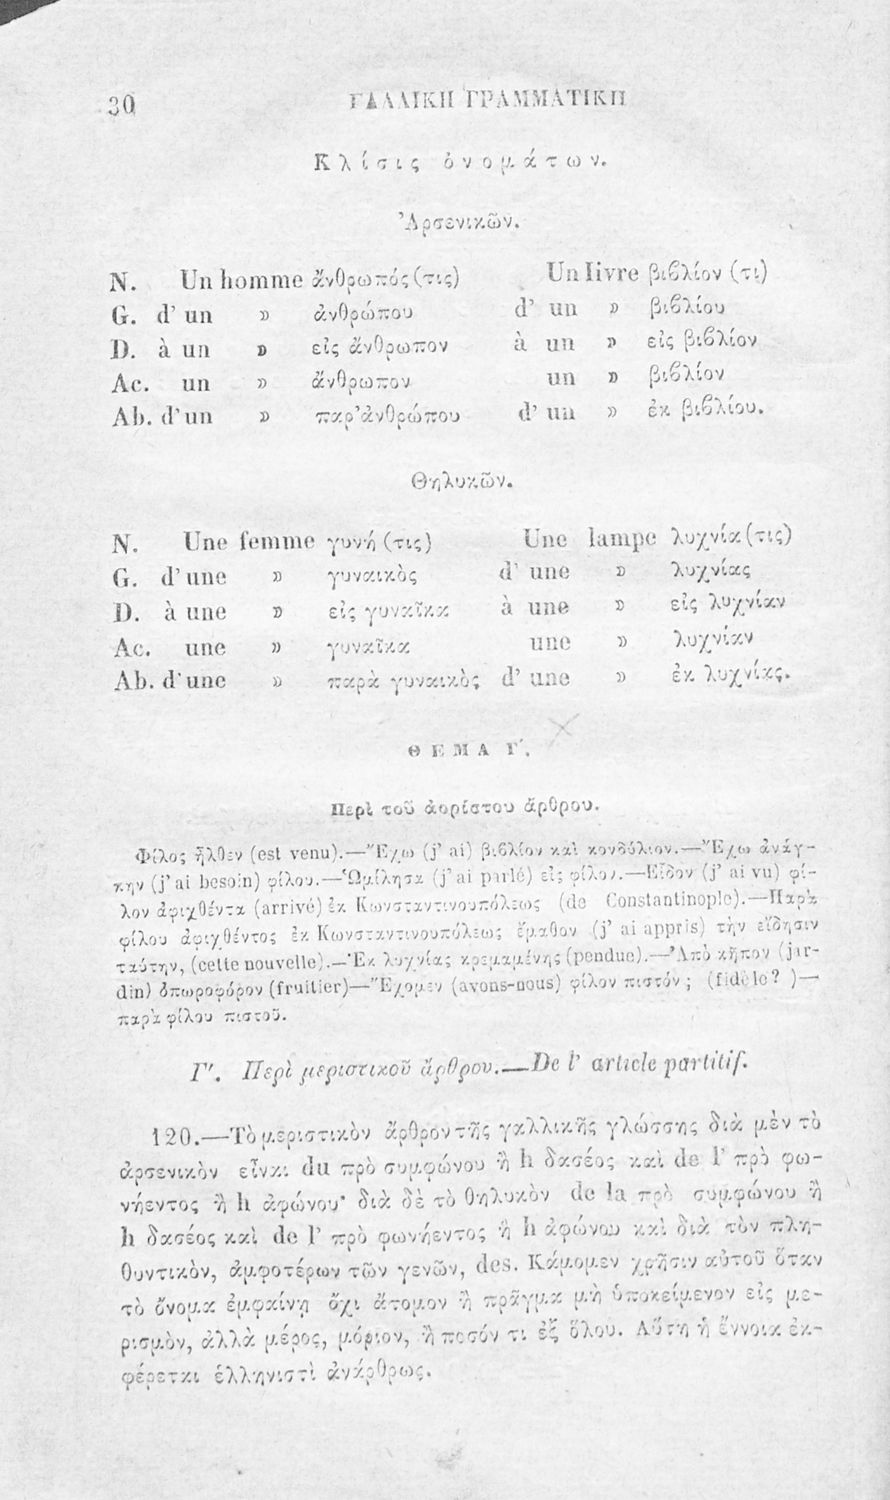 30 ΓΑΛΛΙΚΗ ΓΡΑΜΜΑΤΙΚΗ
Κλίσις ὀνομάτων.
Ἀρσενικῶν.
N. Un homme ἄνθρωπός (τις) Un livre βιβλίον (τι)
G. d' un » ἀνθρώπου d' un » βιβλίου
D. à un » εἰς ἄνθρωπον à un » εἰς βιβλίον
Ac. un » ἄνθρωπον un » βιβλίον
Ab. d'un » παρ' ἀνθρώπου d' un » ἐκ βιβλίου.
Θηλυκῶν.
N. Une femme γυνή (τις) Une lampe λυχνία (τις)
G. d'une » γυναικὸς d' une » λυχνίας
D. à une » εἰς γυναῖκα à une » εἰς λυχνίαν
Ac. une » γυναῖκα une » λυχνίαν
Ab. d'une » παρὰ γυναικὸς d' une » ἐκ λυχνίας.
ΘΕΜΑ Γ΄.
Περὶ τοῦ ἀορίστου ἄρθρου.
Φίλος ἦλθεν (est venu).—Ἔχω (j' ai) βιβλίον καὶ κονδύλιον.—Ἔχω ἀνάγ-
κην (j' ai besoin) φίλου.—Ὡμίλησα (j' ai parlé) εἰς φίλον.—Εἶδον (j' ai vu) φί-
λον ἀφιχθέντα (arrivé) ἐκ Κωνσταντινουπόλεως (de Constantinople).—Παρὰ
φίλου ἀφιχθέντος ἐκ Κωνσταντινουπόλεως ἔμαθον (j' ai appris) τὴν εἴδησιν
ταύτην, (cette nouvelle).—Ἐκ λυχνίας κρεμαμένης (pendue).—Ἀπὸ κῆπον (jar-
din) ὀπωροφόρον (fruitier)—Ἔχομεν (avons-nous) φίλον πιστόν; (fidèle? )—
παρὰ φίλου πιστοῦ.
Γ'. Περὶ μεριστικοῦ ἄρθρου.—De l' article partitif.
120.—Τὸ μεριστικὸν ἄρθρον τῆς γαλλικῆς γλώσσης διὰ μὲν τὸ
ἀρσενικὸν εἶναι du πρὸ συμφώνου ἢ h δασέος καὶ de l' πρὸ φω-
νήεντος ἢ h ἀφώνου· διὰ δὲ τὸ θηλυκὸν de la πρὸ συμφώνου ἢ
h δασέος καὶ de l' πρὸ φωνήεντος ἢ h ἀφώνου καὶ διὰ τὸν πλη-
θυντικὸν, ἀμφοτέρων τῶν γενῶν, des. Κάμομεν χρῆσιν αὐτοῦ ὅταν
τὸ ὄνομα ἐμφαίνῃ ὄχι ἄτομον ἢ πρᾶγμα μὴ ὑποκείμενον εἰς με-
ρισμὸν, ἀλλὰ μέρος, μόριον, ἢ ποσόν τι ἐξ ὅλου. Αὕτη ἡ ἔννοια ἐκ-
φέρεται ἑλληνιστὶ ἀνάρθρως.